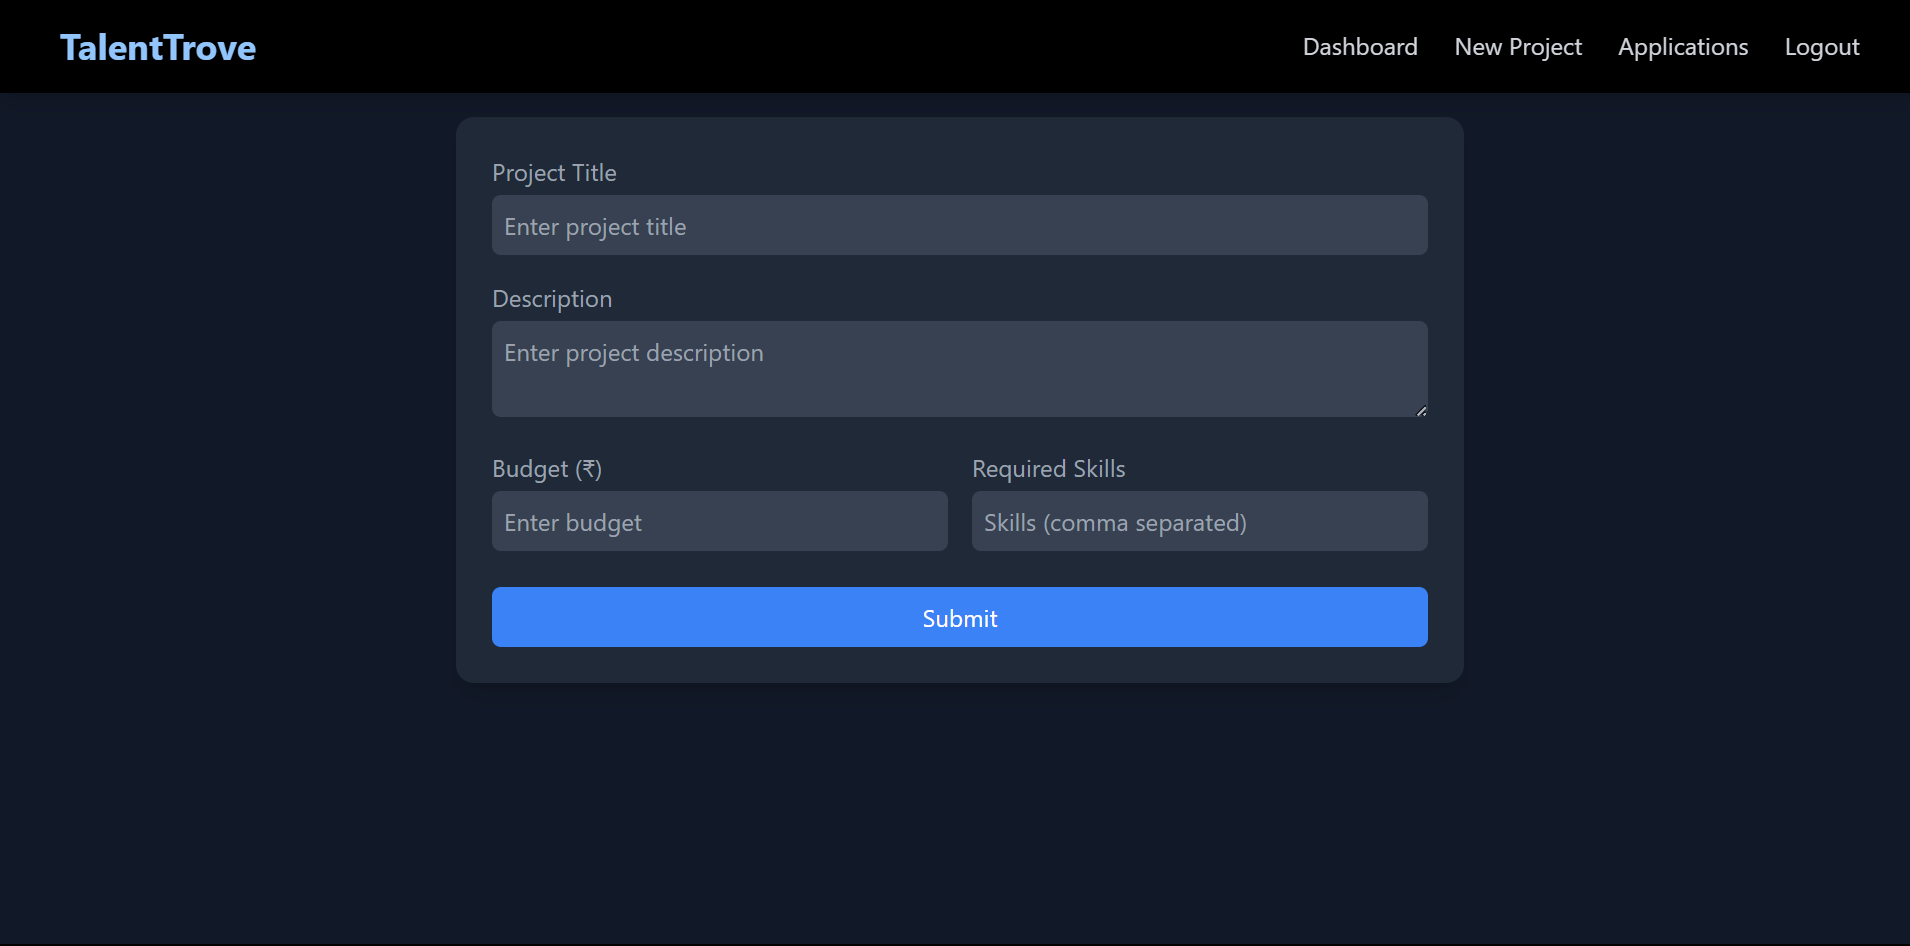 TalentTrove
Dashboard New Project Applications Logout
Project Title
Enter project title
Description
Enter project description
Budget (₹) Required Skills
Enter budget Skills (comma separated)
Submit